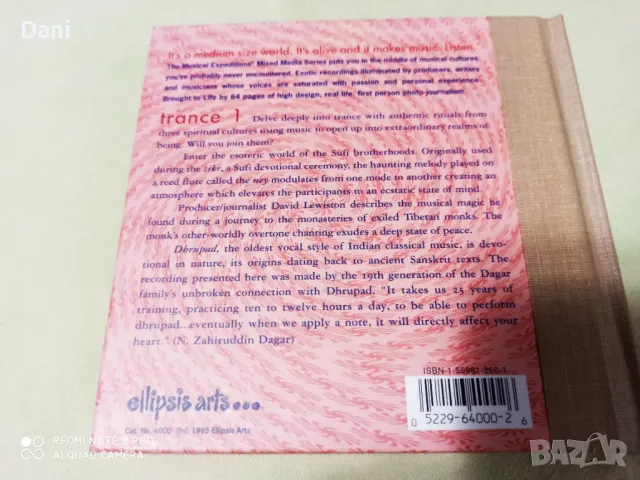 Dani
It's a medium size world. It's alive and it makes music. Listen.
The Musical Expeditions® Mixed Media Series puts you in the middle of musical cultures
you've probably never encountered. Exotic recordings illuminated by producers, writers
and musicians whose voices are saturated with passion and personal experience.
Brought to Life by 64 pages of high design, real life, first person photo-journalism.
trance 1 Delve deeply into trance with authentic rituals from
three spiritual cultures using music to open up into extraordinary realms of
being. Will you join them?
Enter the esoteric world of the Sufi brotherhoods. Originally used
during the zikr, a Sufi devotional ceremony, the haunting melody played on
a reed flute called the ney modulates from one mode to another creating an
atmosphere which elevates the participants to an ecstatic state of mind.
Producer/journalist David Lewiston describes the musical magic he
found during a journey to the monasteries of exiled Tibetan monks. The
monk's other-worldly overtone chanting exudes a deep state of peace.
Dhrupad, the oldest vocal style of Indian classical music, is devo-
tional in nature, its origins dating back to ancient Sanskrit texts. The
recording presented here was made by the 19th generation of the Dagar
family's unbroken connection with Dhrupad. "It takes us 25 years of
training, practicing ten to twelve hours a day, to be able to perform
dhrupad...eventually when we apply a note, it will directly affect your
heart." (N. Zahiruddin Dagar)
ISBN-1-55961-268-1
ellipsis arts...
Cat. No. 4000 ℗© 1995 Ellipsis Arts
0 5229-64000-2 6
REDMI NOTE 8 PRO
AI QUAD CAMERA
bazar
bg